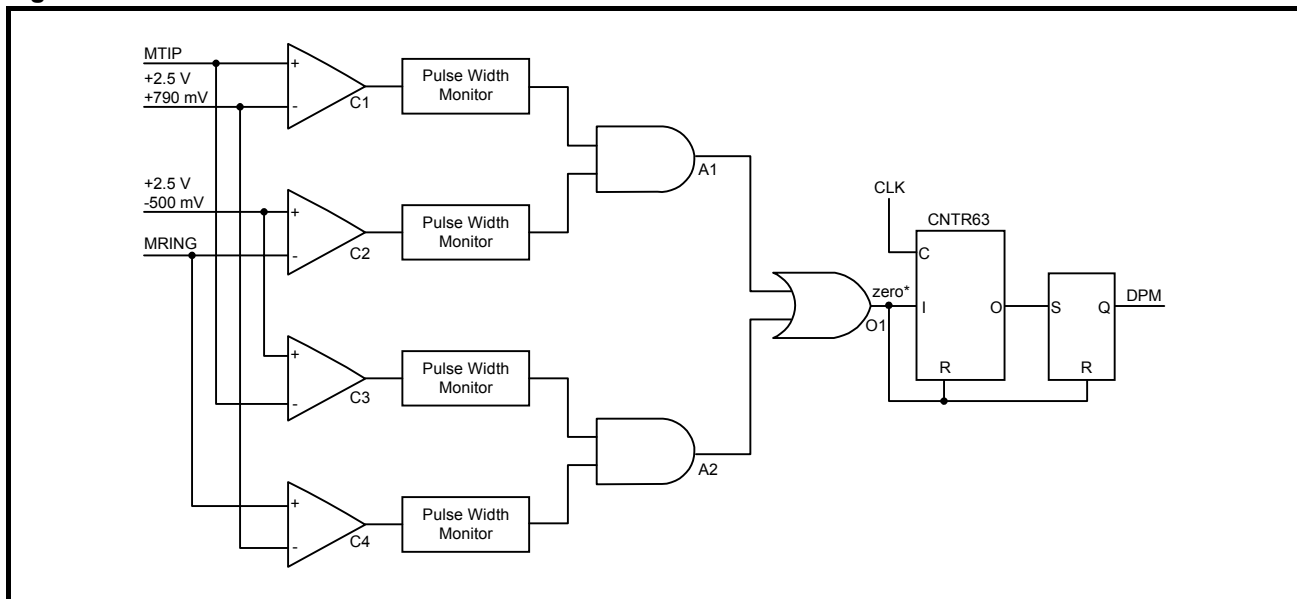 MTIP
+2.5 V
+790 mV
+
-
C1
Pulse Width
Monitor
A1
+2.5 V
-500 mV
MRING
+
-
C2
Pulse Width
Monitor
CLK
CNTR63
C
zero*
I
O
R
O1
S
Q
R
DPM
+
-
C3
Pulse Width
Monitor
A2
+
-
C4
Pulse Width
Monitor